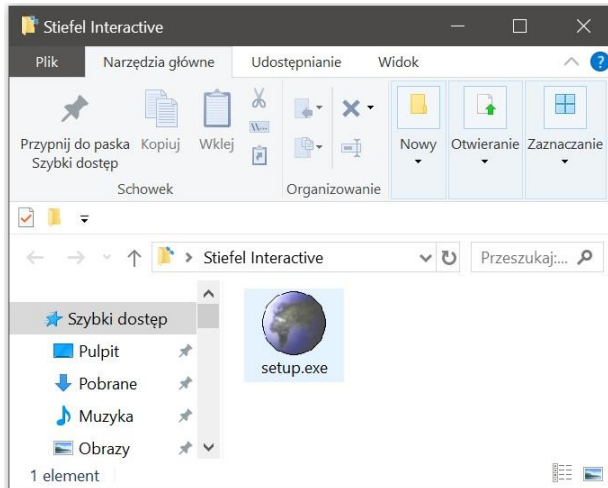 Stiefel Interactive
Plik Narzędzia główne Udostępnianie Widok
?
Przypnij do paska Kopiuj Wklej Nowy Otwieranie Zaznaczanie
Szybki dostęp
Schowek Organizowanie
Stiefel Interactive Przeszukaj:...
Szybki dostęp
Pulpit
Pobrane
Muzyka
Obrazy
setup.exe
1 element